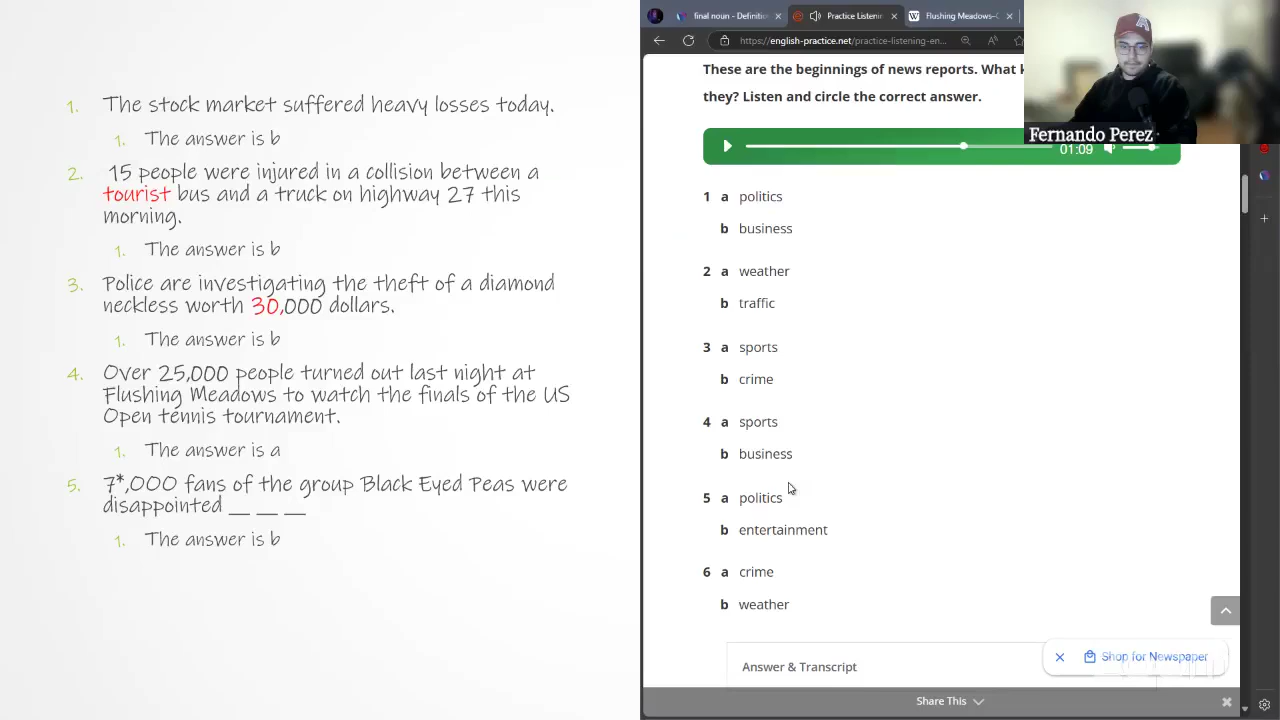 1. The stock market suffered heavy losses today.
1. The answer is b
2. 15 people were injured in a collision between a
tourist bus and a truck on highway 27 this
morning.
1. The answer is b
3. Police are investigating the theft of a diamond
neckless worth 30,000 dollars.
1. The answer is b
4. Over 25,000 people turned out last night at
Flushing Meadows to watch the finals of the US
Open tennis tournament.
1. The answer is a
5. 7*,000 fans of the group Black Eyed Peas were
disappointed __ __ __
1. The answer is b
final noun - Definition
Practice Listenin
Flushing Meadows–C
https://english-practice.net/practice-listening-en...
These are the beginnings of news reports. What k
they? Listen and circle the correct answer.
Fernando Perez
01:09
1 a politics
b business
2 a weather
b traffic
3 a sports
b crime
4 a sports
b business
5 a politics
b entertainment
6 a crime
b weather
Answer & Transcript
Shop for Newspaper
Share This